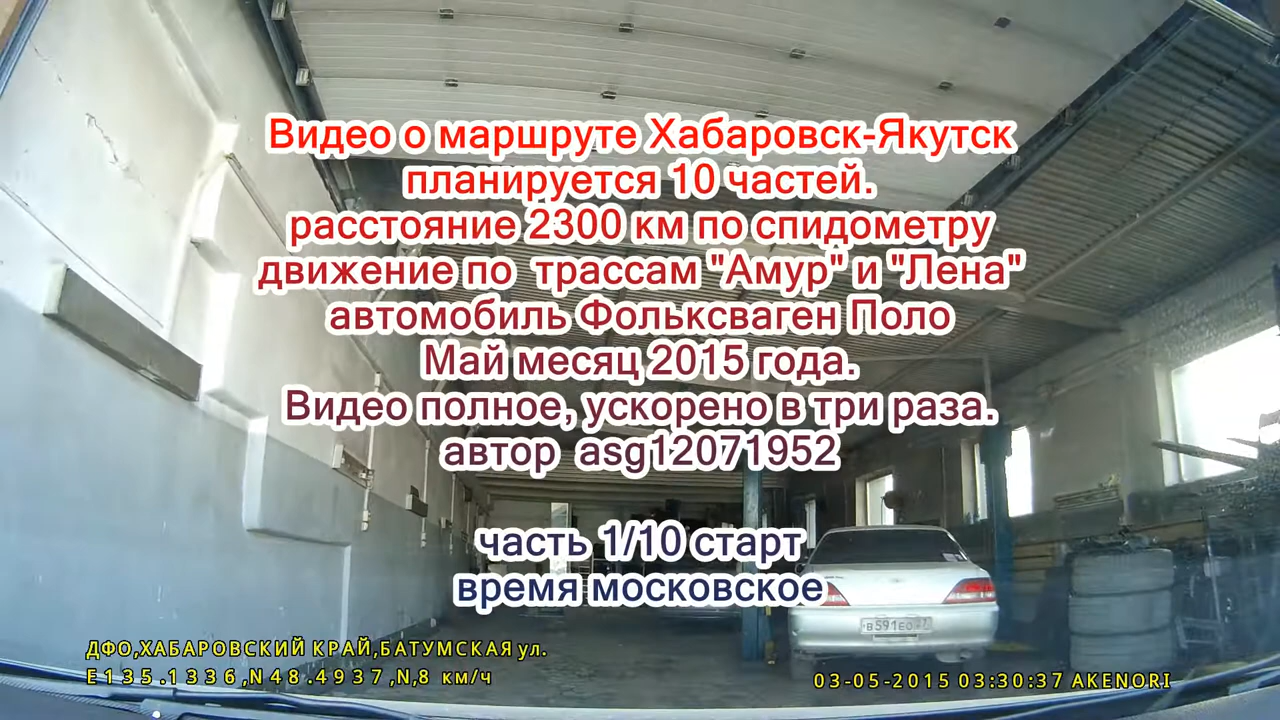 Видео о маршруте Хабаровск-Якутск
планируется 10 частей.
расстояние 2300 км по спидометру
движение по  трассам "Амур" и "Лена"
автомобиль Фольксваген Поло
Май месяц 2015 года.
Видео полное, ускорено в три раза.
автор  asg12071952
часть 1/10 старт
время московское
В591ЕО
ДФО,ХАБАРОВСКИЙ КРАЙ,БАТУМСКАЯ ул.
E135.1336,N48.4937,N,8 км/ч
03-05-2015 03:30:37 AKENORI